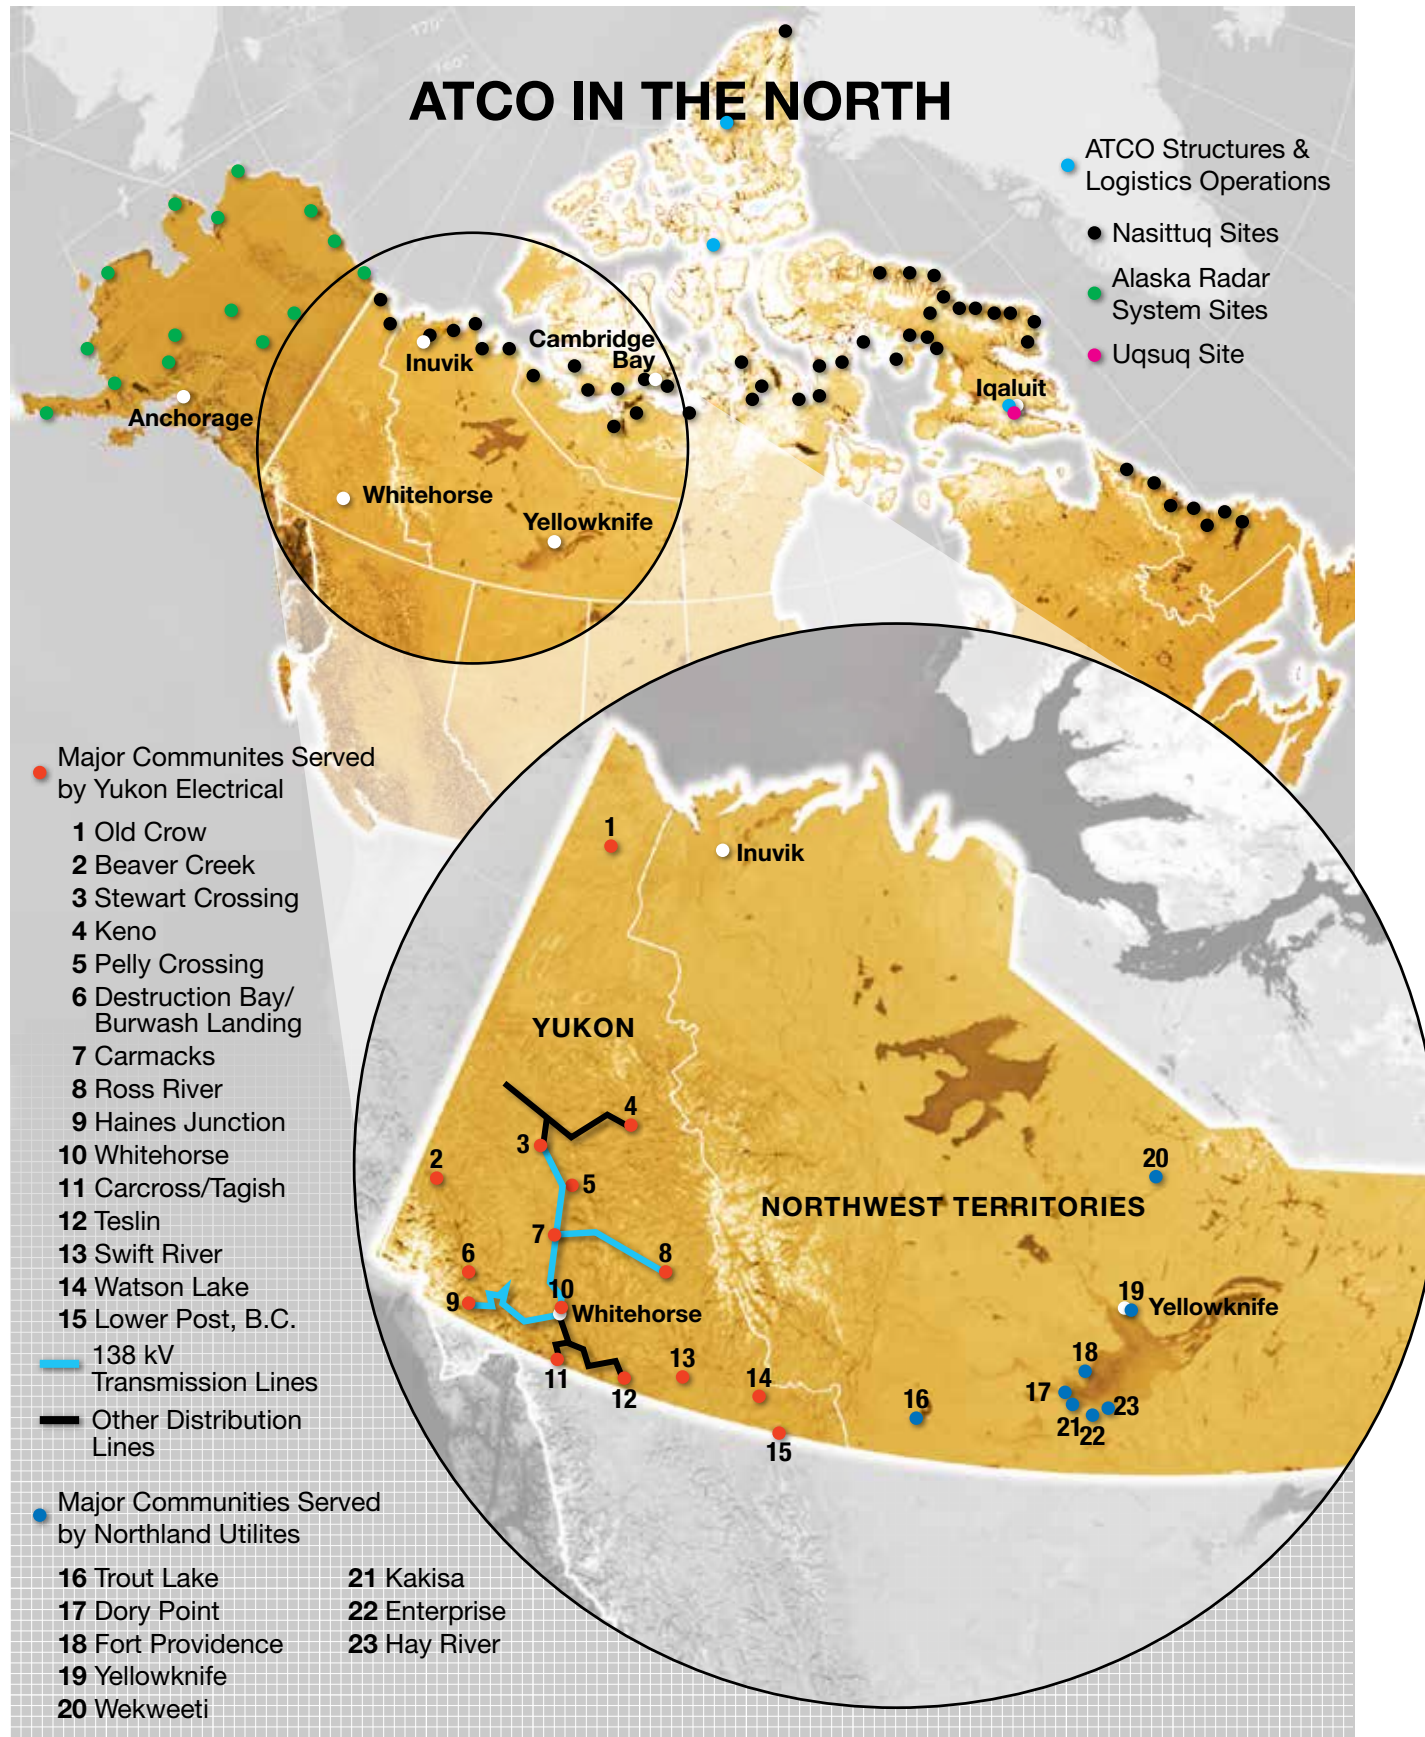 170°
160°
ATCO IN THE NORTH
ATCO Structures &
Logistics Operations
Nasittuq Sites
Alaska Radar
System Sites
Uqsuq Site
Cambridge
Bay
Inuvik
Iqaluit
Anchorage
Whitehorse
Yellowknife
Major Communites Served
by Yukon Electrical
1 Old Crow
2 Beaver Creek
3 Stewart Crossing
4 Keno
5 Pelly Crossing
6 Destruction Bay/
Burwash Landing
7 Carmacks
8 Ross River
9 Haines Junction
10 Whitehorse
11 Carcross/Tagish
12 Teslin
13 Swift River
14 Watson Lake
15 Lower Post, B.C.
138 kV
Transmission Lines
Other Distribution
Lines
Major Communities Served
by Northland Utilites
16 Trout Lake
17 Dory Point
18 Fort Providence
19 Yellowknife
20 Wekweeti
21 Kakisa
22 Enterprise
23 Hay River
1
Inuvik
YUKON
4
3
2
5
20
NORTHWEST TERRITORIES
7
6
8
9
10
Whitehorse
19
Yellowknife
11
12
13
14
15
16
18
17
21
22
23